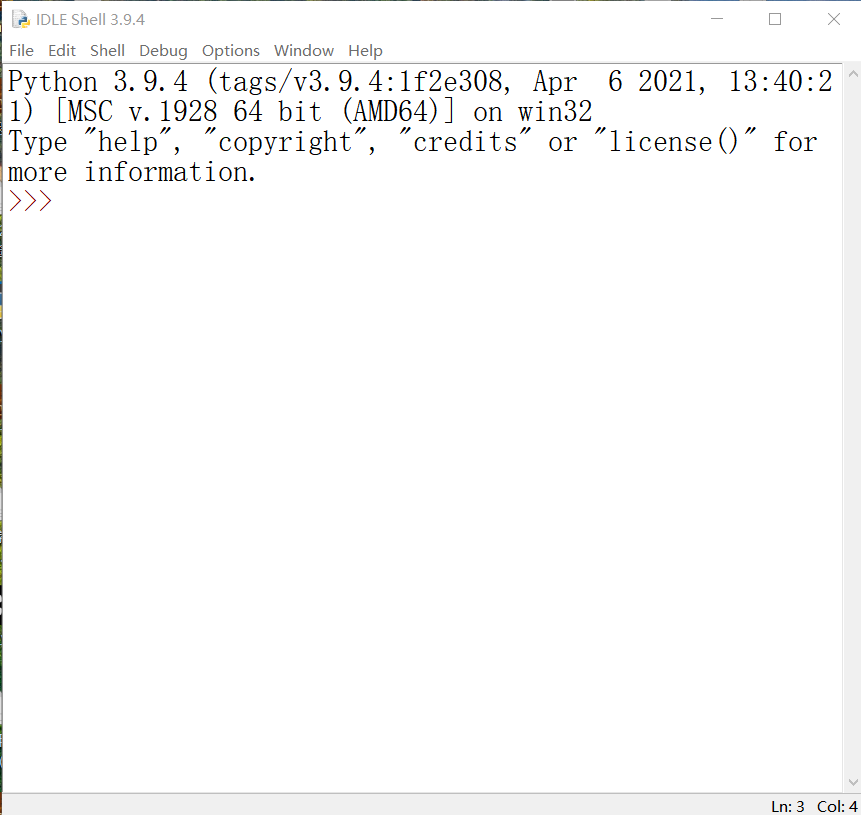 IDLE Shell 3.9.4
File Edit Shell Debug Options Window Help
Python 3.9.4 (tags/v3.9.4:1f2e308, Apr  6 2021, 13:40:2
1) [MSC v.1928 64 bit (AMD64)] on win32
Type "help", "copyright", "credits" or "license()" for
more information.
>>>
Ln: 3 Col: 4